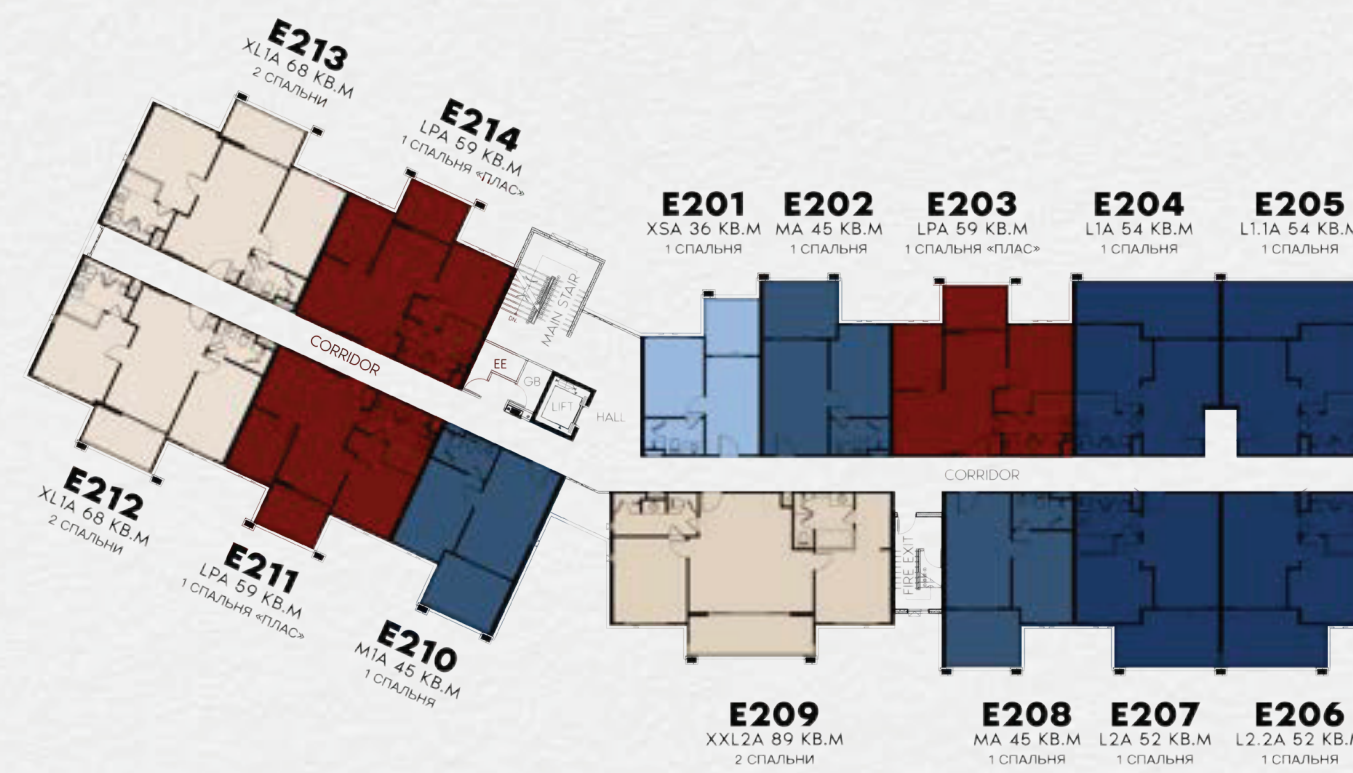 E213
XL1A 68 КВ.М
2 СПАЛЬНИ
E214
LPA 59 КВ.М
1 СПАЛЬНЯ «ПЛАС»
E201
XSA 36 КВ.М
1 СПАЛЬНЯ
E202
MA 45 КВ.М
1 СПАЛЬНЯ
E203
LPA 59 КВ.М
1 СПАЛЬНЯ «ПЛАС»
E204
L1A 54 КВ.М
1 СПАЛЬНЯ
E205
L1.1A 54 КВ.М
1 СПАЛЬНЯ
MAIN STAIR
DN
CORRIDOR
EE
GB
LIFT
HALL
CORRIDOR
FIRE EXIT
E212
XL1A 68 КВ.М
2 СПАЛЬНИ
E211
LPA 59 КВ.М
1 СПАЛЬНЯ «ПЛАС»
E210
M1A 45 КВ.М
1 СПАЛЬНЯ
E209
XXL2A 89 КВ.М
2 СПАЛЬНИ
E208
MA 45 КВ.М
1 СПАЛЬНЯ
E207
L2A 52 КВ.М
1 СПАЛЬНЯ
E206
L2.2A 52 КВ.М
1 СПАЛЬНЯ